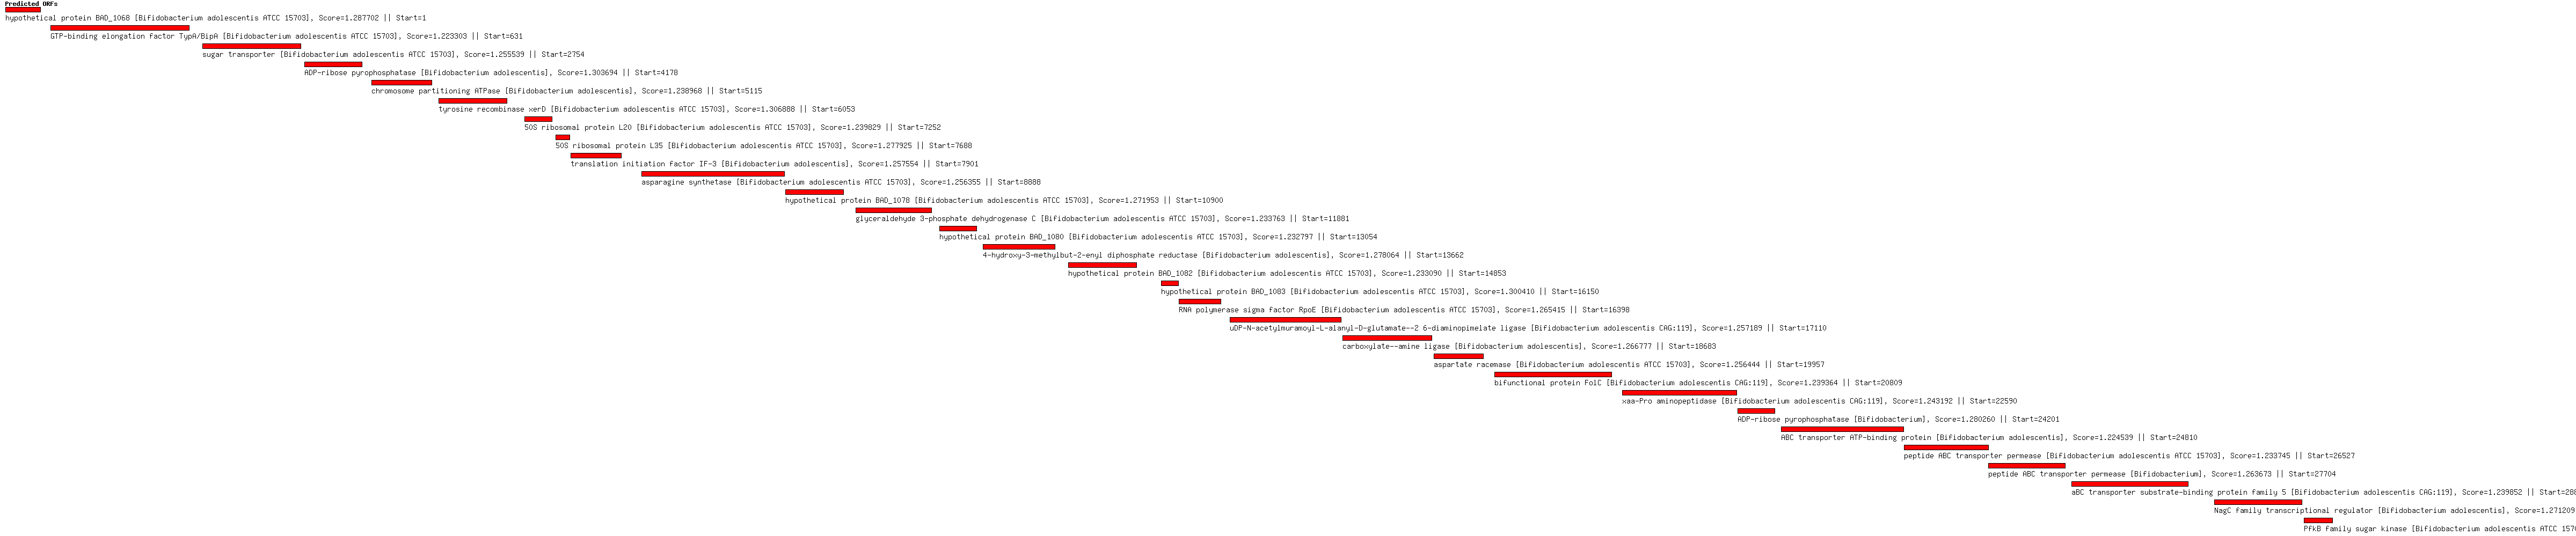 Predicted ORFs
hypothetical protein BAD_1068 [Bifidobacterium adolescentis ATCC 15703], Score=1.287702 || Start=1
GTP-binding elongation factor TypA/BipA [Bifidobacterium adolescentis ATCC 15703], Score=1.223303 || Start=631
sugar transporter [Bifidobacterium adolescentis ATCC 15703], Score=1.255539 || Start=2754
ADP-ribose pyrophosphatase [Bifidobacterium adolescentis], Score=1.303694 || Start=4178
chromosome partitioning ATPase [Bifidobacterium adolescentis], Score=1.238968 || Start=5115
tyrosine recombinase xerD [Bifidobacterium adolescentis ATCC 15703], Score=1.306888 || Start=6053
50S ribosomal protein L20 [Bifidobacterium adolescentis ATCC 15703], Score=1.239829 || Start=7252
50S ribosomal protein L35 [Bifidobacterium adolescentis ATCC 15703], Score=1.277925 || Start=7688
translation initiation factor IF-3 [Bifidobacterium adolescentis], Score=1.257554 || Start=7901
asparagine synthetase [Bifidobacterium adolescentis ATCC 15703], Score=1.256355 || Start=8888
hypothetical protein BAD_1078 [Bifidobacterium adolescentis ATCC 15703], Score=1.271953 || Start=10900
glyceraldehyde 3-phosphate dehydrogenase C [Bifidobacterium adolescentis ATCC 15703], Score=1.233763 || Start=11881
hypothetical protein BAD_1080 [Bifidobacterium adolescentis ATCC 15703], Score=1.232797 || Start=13054
4-hydroxy-3-methylbut-2-enyl diphosphate reductase [Bifidobacterium adolescentis], Score=1.278064 || Start=13662
hypothetical protein BAD_1082 [Bifidobacterium adolescentis ATCC 15703], Score=1.233090 || Start=14853
hypothetical protein BAD_1083 [Bifidobacterium adolescentis ATCC 15703], Score=1.300410 || Start=16150
RNA polymerase sigma factor RpoE [Bifidobacterium adolescentis ATCC 15703], Score=1.265415 || Start=16398
uDP-N-acetylmuramoyl-L-alanyl-D-glutamate--2 6-diaminopimelate ligase [Bifidobacterium adolescentis CAG:119], Score=1.257189 || Start=17110
carboxylate--amine ligase [Bifidobacterium adolescentis], Score=1.266777 || Start=18683
aspartate racemase [Bifidobacterium adolescentis ATCC 15703], Score=1.256444 || Start=19957
bifunctional protein FolC [Bifidobacterium adolescentis CAG:119], Score=1.239364 || Start=20809
xaa-Pro aminopeptidase [Bifidobacterium adolescentis CAG:119], Score=1.243192 || Start=22590
ADP-ribose pyrophosphatase [Bifidobacterium], Score=1.280260 || Start=24201
ABC transporter ATP-binding protein [Bifidobacterium adolescentis], Score=1.224539 || Start=24810
peptide ABC transporter permease [Bifidobacterium adolescentis ATCC 15703], Score=1.233745 || Start=26527
peptide ABC transporter permease [Bifidobacterium], Score=1.263673 || Start=27704
aBC transporter substrate-binding protein family 5 [Bifidobacterium adolescentis CAG:119], Score=1.239852 || Start=288
NagC family transcriptional regulator [Bifidobacterium adolescentis], Score=1.271209
PfkB family sugar kinase [Bifidobacterium adolescentis ATCC 157